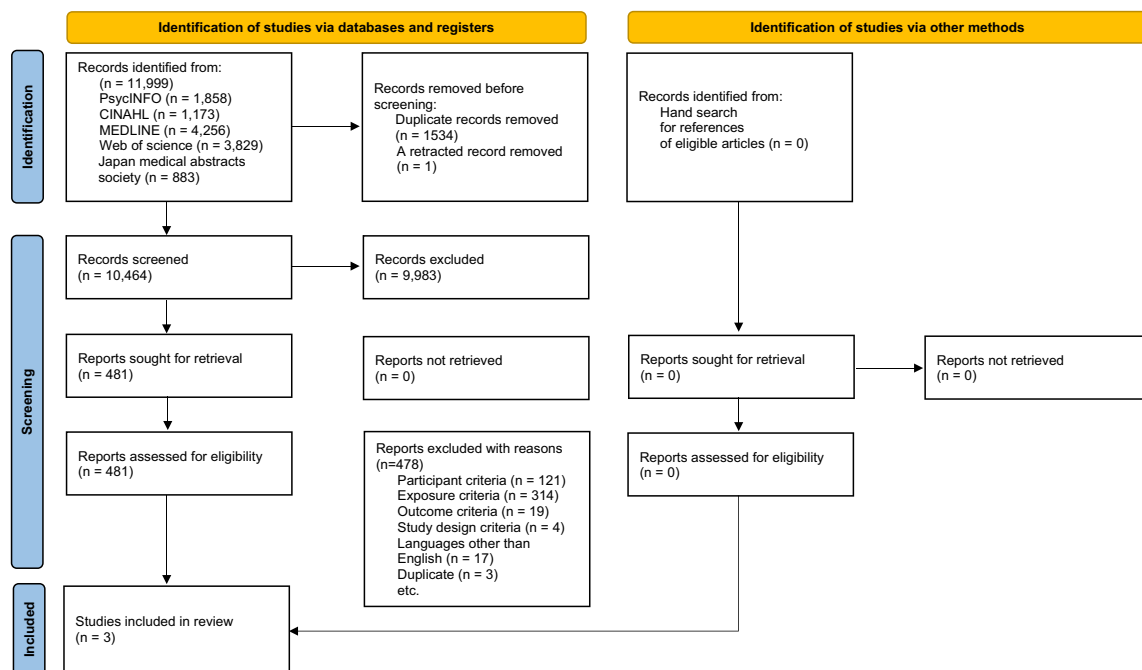 Identification of studies via databases and registers
Identification of studies via other methods
Identification
Records identified from:
(n = 11,999)
PsycINFO (n = 1,858)
CINAHL (n = 1,173)
MEDLINE (n = 4,256)
Web of science (n = 3,829)
Japan medical abstracts
society (n = 883)
Records removed before
screening:
Duplicate records removed
(n = 1534)
A retracted record removed
(n = 1)
Records identified from:
Hand search
for references
of eligible articles (n = 0)
Screening
Records screened
(n = 10,464)
Records excluded
(n = 9,983)
Reports sought for retrieval
(n = 481)
Reports not retrieved
(n = 0)
Reports sought for retrieval
(n = 0)
Reports not retrieved
(n = 0)
Reports assessed for eligibility
(n = 481)
Reports excluded with reasons
(n=478)
Participant criteria (n = 121)
Exposure criteria (n = 314)
Outcome criteria (n = 19)
Study design criteria (n = 4)
Languages other than
English (n = 17)
Duplicate (n = 3)
etc.
Reports assessed for eligibility
(n = 0)
Included
Studies included in review
(n = 3)